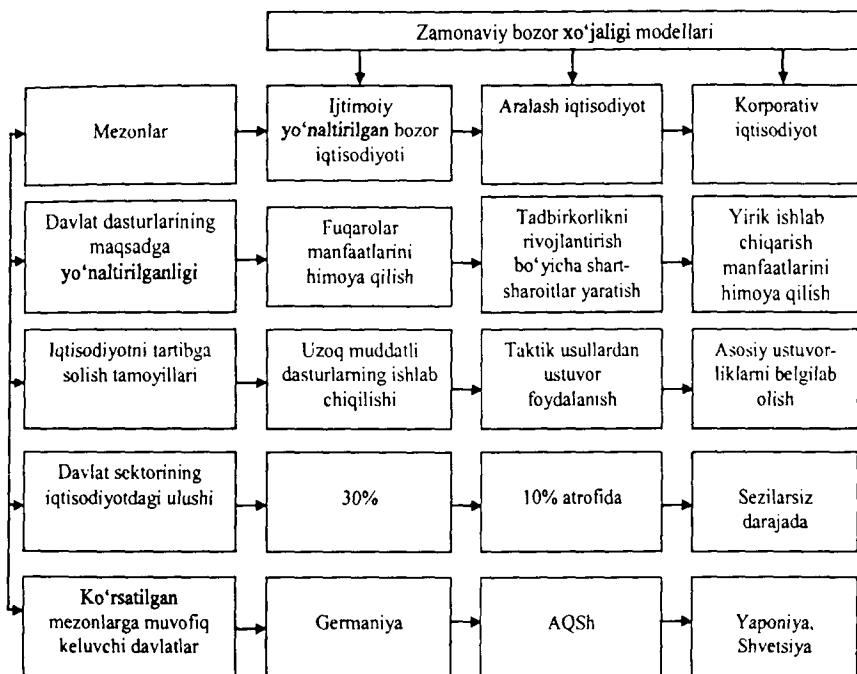 Zamonaviy bozor xo‘jaligi modellari
Mezonlar
Ijtimoiy
yo‘naltirilgan bozor
iqtisodiyoti
Aralash iqtisodiyot
Korporativ
iqtisodiyot
Davlat dasturlarining
maqsadga
yo‘naltirilganligi
Fuqarolar
manfaatlarini
himoya qilish
Tadbirkorlikni
rivojlantirish
bo‘yicha shart-
sharoitlar yaratish
Yirik ishlab
chiqarish
manfaatlarini
himoya qilish
Iqtisodiyotni tartibga
solish tamoyillari
Uzoq muddatli
dasturlarning ishlab
chiqilishi
Taktik usullardan
ustuvor
foydalanish
Asosiy ustuvor-
liklarni belgilab
olish
Davlat sektorining
iqtisodiyotdagi ulushi
30%
10% atrofida
Sezilarsiz
darajada
Ko‘rsatilgan
mezonlarga muvofiq
keluvchi davlatlar
Germaniya
AQSh
Yaponiya,
Shvetsiya